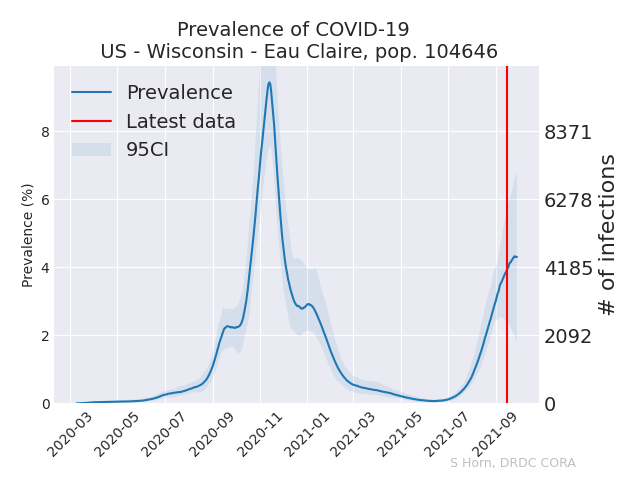 Prevalence of COVID-19
US - Wisconsin - Eau Claire, pop. 104646
Prevalence
Latest data
95CI
Prevalence (%)
8
6
4
2
0
8371
6278
4185
2092
0
# of infections
2020-03
2020-05
2020-07
2020-09
2020-11
2021-01
2021-03
2021-05
2021-07
2021-09
S Horn, DRDC CORA